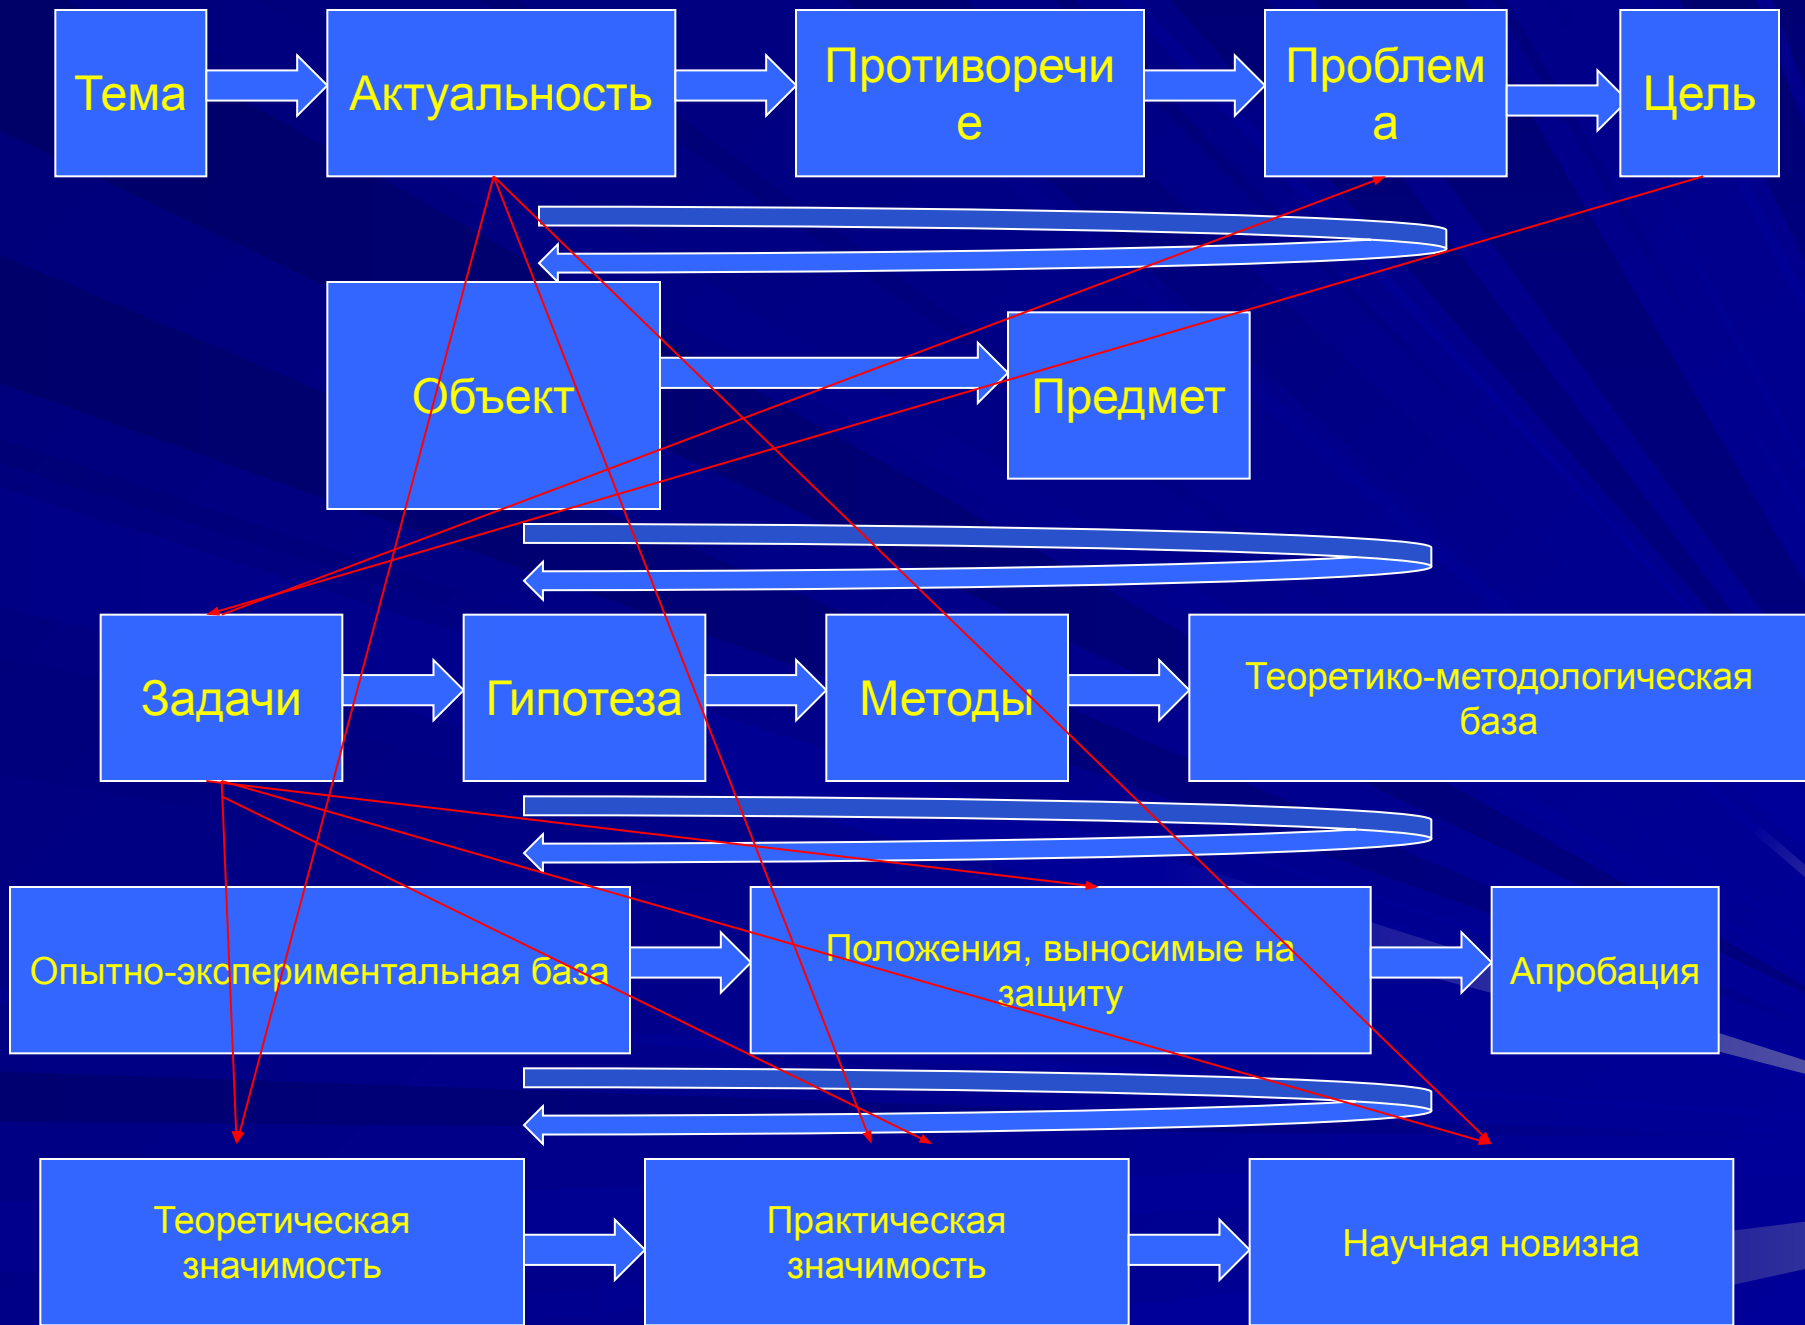 Тема
Актуальность
Противоречи
е
Проблем
а
Цель
Объект
Предмет
Задачи
Гипотеза
Методы
Теоретико-методологическая
база
Опытно-экспериментальная база
Положения, выносимые на
защиту
Апробация
Теоретическая
значимость
Практическая
значимость
Научная новизна